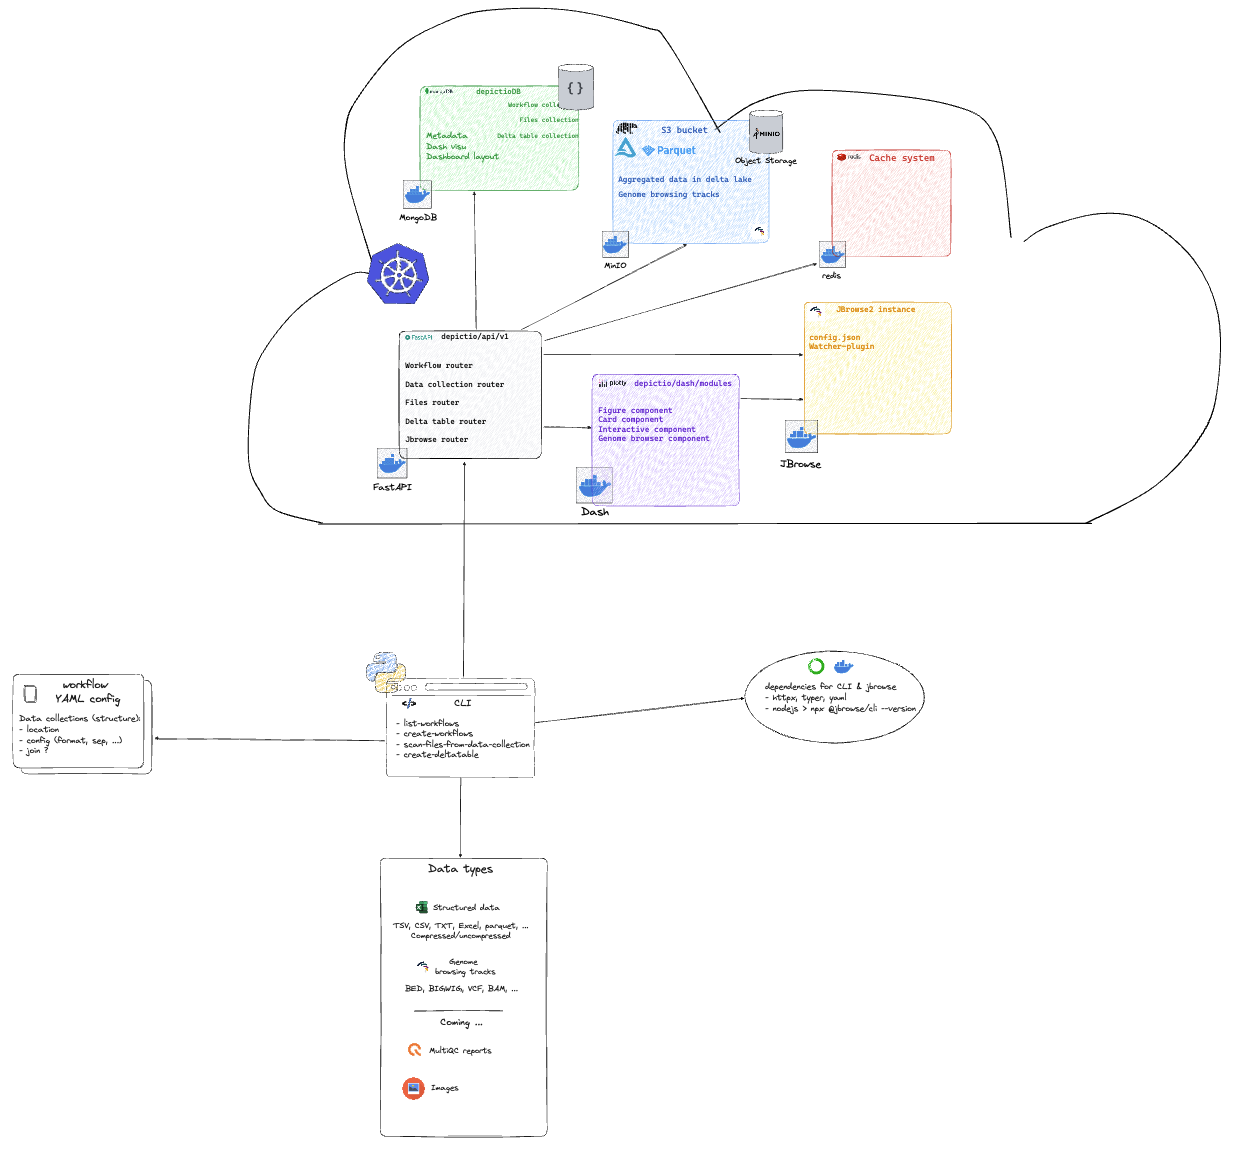 mongoDB
depictioDB
Workflow colle
Files collection
Metadata
Delta table collection
Dash visu
Dashboard layout
{}
MongoDB
S3 bucket
Parquet
MINIO
Object Storage
Aggregated data in delta lake
Genome browsing tracks
MinIO
redis
Cache system
redis
FastAPI
depictio/api/v1
Workflow router
Data collection router
Files router
Delta table router
Jbrowse router
FastAPI
plotly
depictio/dash/modules
Figure component
Card component
Interactive component
Genome browser component
Dash
JBrowse2 instance
config.json
Watcher-plugin
JBrowse
workflow
YAML config
Data collections (structure):
- location
- config (format, sep, ...)
- join ?
CLI
- list-workflows
- create-workflows
- scan-files-from-data-collection
- create-deltatable
dependencies for CLI & jbrowse
- httpx, typer, yaml
- nodejs > npx @jbrowse/cli --version
Data types
Structured data
TSV, CSV, TXT, Excel, parquet, ...
Compressed/uncompressed
Genome
browsing tracks
BED, BIGWIG, VCF, BAM, ...
Coming ...
MultiQC reports
Images